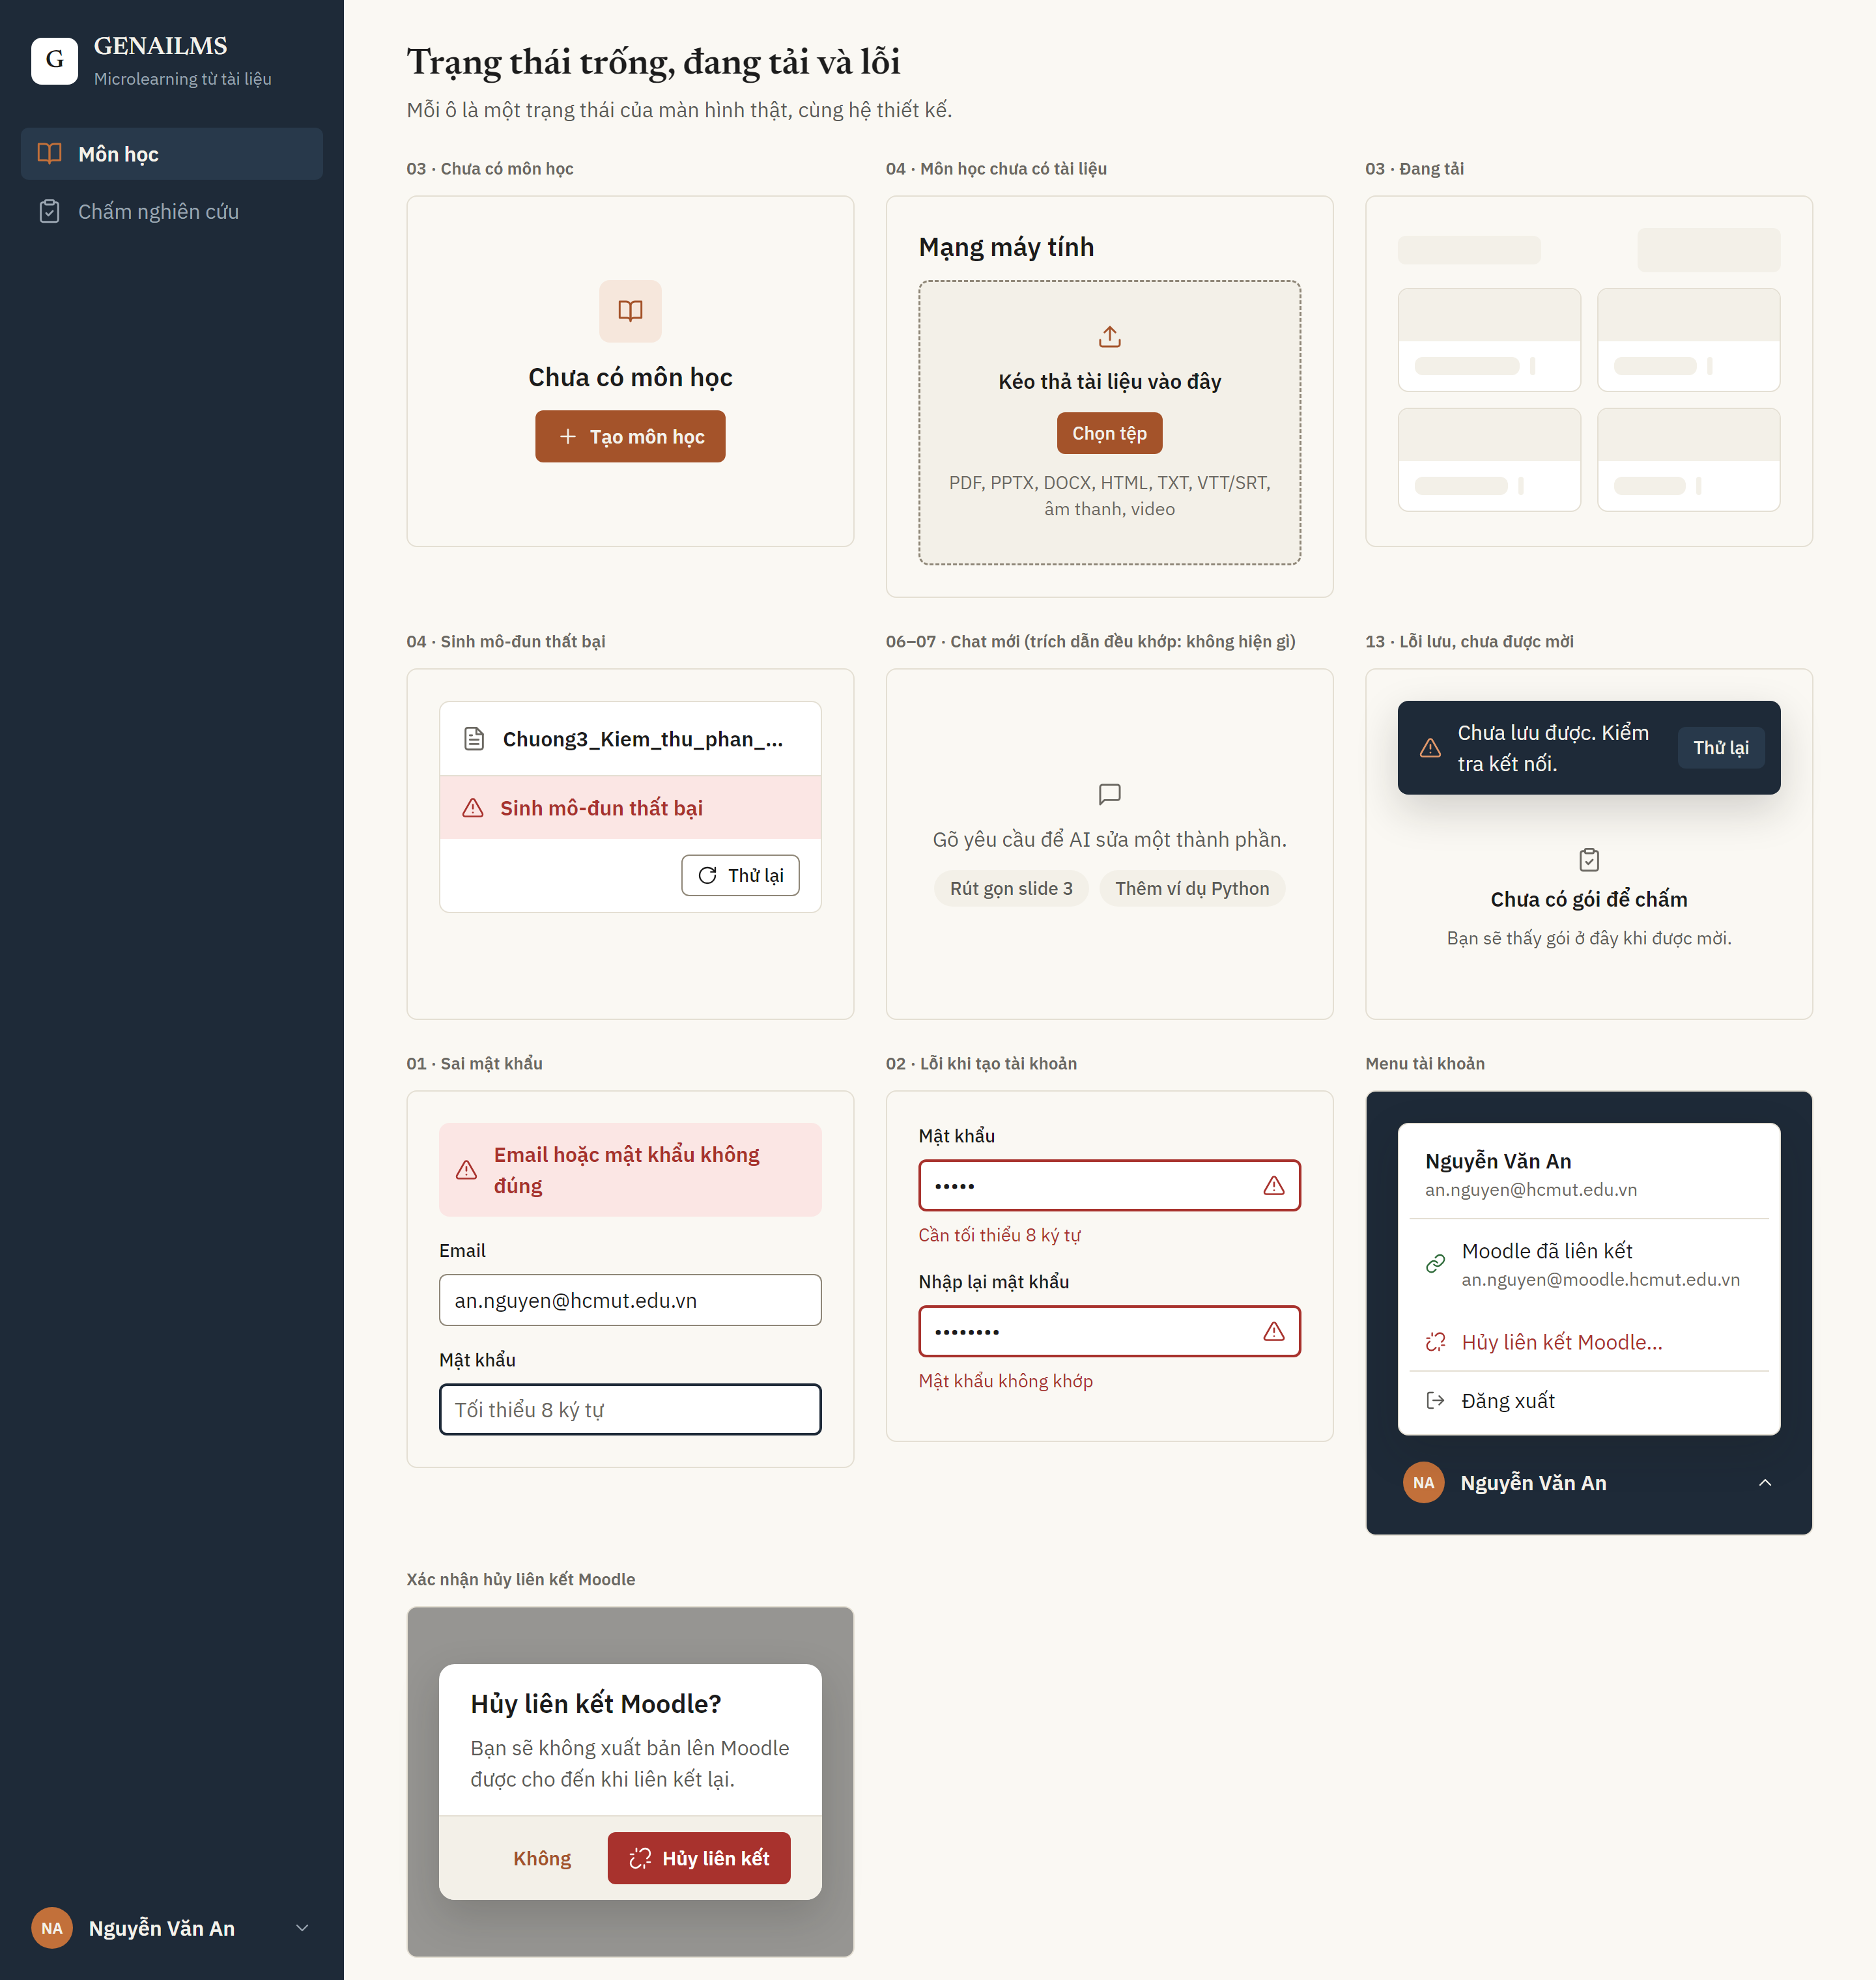 G
GENAILMS
Microlearning từ tài liệu
Môn học
Chấm nghiên cứu
Trạng thái trống, đang tải và lỗi
Mỗi ô là một trạng thái của màn hình thật, cùng hệ thiết kế.
03 · Chưa có môn học
Chưa có môn học
Tạo môn học
04 · Môn học chưa có tài liệu
Mạng máy tính
Kéo thả tài liệu vào đây
Chọn tệp
PDF, PPTX, DOCX, HTML, TXT, VTT/SRT,
âm thanh, video
03 · Đang tải
04 · Sinh mô-đun thất bại
Chuong3_Kiem_thu_phan_...
Sinh mô-đun thất bại
Thử lại
06–07 · Chat mới (trích dẫn đều khớp: không hiện gì)
Gõ yêu cầu để AI sửa một thành phần.
Rút gọn slide 3
Thêm ví dụ Python
13 · Lỗi lưu, chưa được mời
Chưa lưu được. Kiểm
tra kết nối.
Thử lại
Chưa có gói để chấm
Bạn sẽ thấy gói ở đây khi được mời.
01 · Sai mật khẩu
Email hoặc mật khẩu không
đúng
Email
an.nguyen@hcmut.edu.vn
Mật khẩu
Tối thiểu 8 ký tự
02 · Lỗi khi tạo tài khoản
Mật khẩu
•••••
Cần tối thiểu 8 ký tự
Nhập lại mật khẩu
••••••••
Mật khẩu không khớp
Menu tài khoản
Nguyễn Văn An
an.nguyen@hcmut.edu.vn
Moodle đã liên kết
an.nguyen@moodle.hcmut.edu.vn
Hủy liên kết Moodle...
Đăng xuất
NA
Nguyễn Văn An
Xác nhận hủy liên kết Moodle
Hủy liên kết Moodle?
Bạn sẽ không xuất bản lên Moodle
được cho đến khi liên kết lại.
Không
Hủy liên kết
NA
Nguyễn Văn An